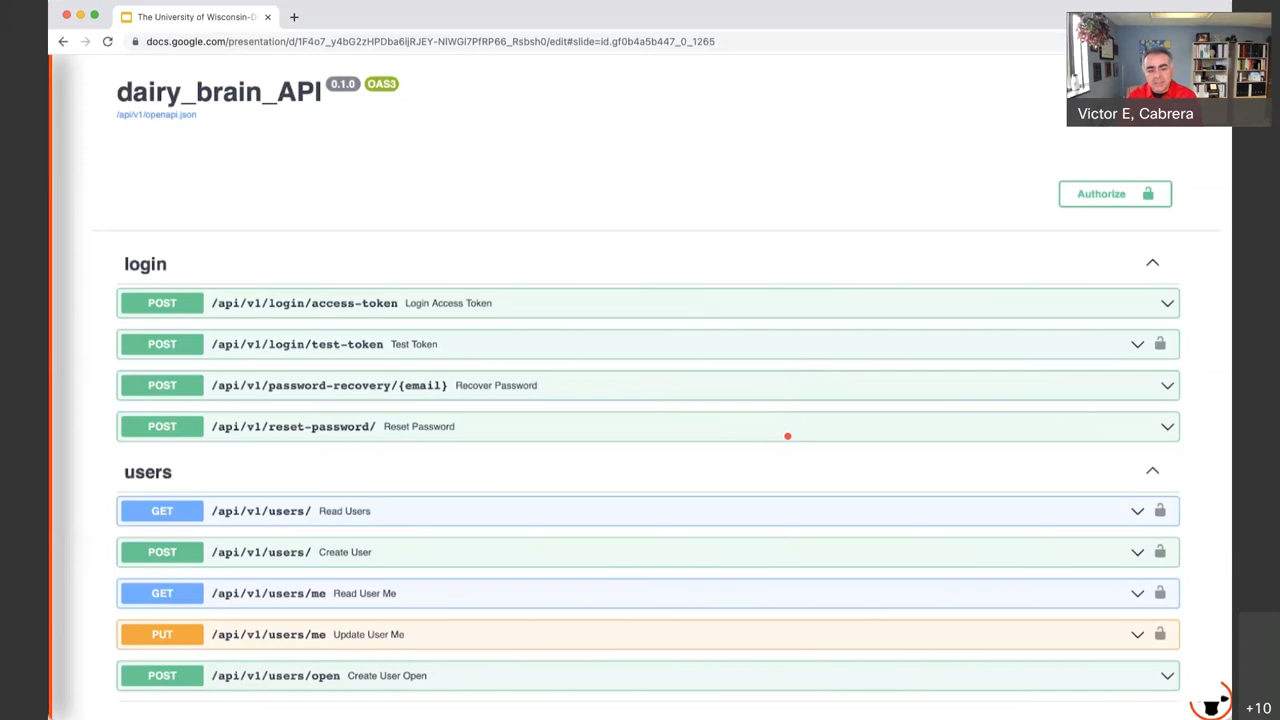 The University of Wisconsin-D
docs.google.com/presentation/d/1F4o7_y4bG2zHPDba6ljRJEY-NIWGl7PfRP66_Rsbsh0/edit#slide=id.gf0b4a5b447_0_1265
dairy_brain_API 0.1.0 OAS3
/api/v1/openapi.json
Victor E, Cabrera
Authorize
login
POST /api/v1/login/access-token Login Access Token
POST /api/v1/login/test-token Test Token
POST /api/v1/password-recovery/{email} Recover Password
POST /api/v1/reset-password/ Reset Password
users
GET /api/v1/users/ Read Users
POST /api/v1/users/ Create User
GET /api/v1/users/me Read User Me
PUT /api/v1/users/me Update User Me
POST /api/v1/users/open Create User Open
+10